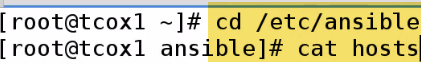 [root@tcox1 ~]# cd /etc/ansible
[root@tcox1 ansible]# cat hosts